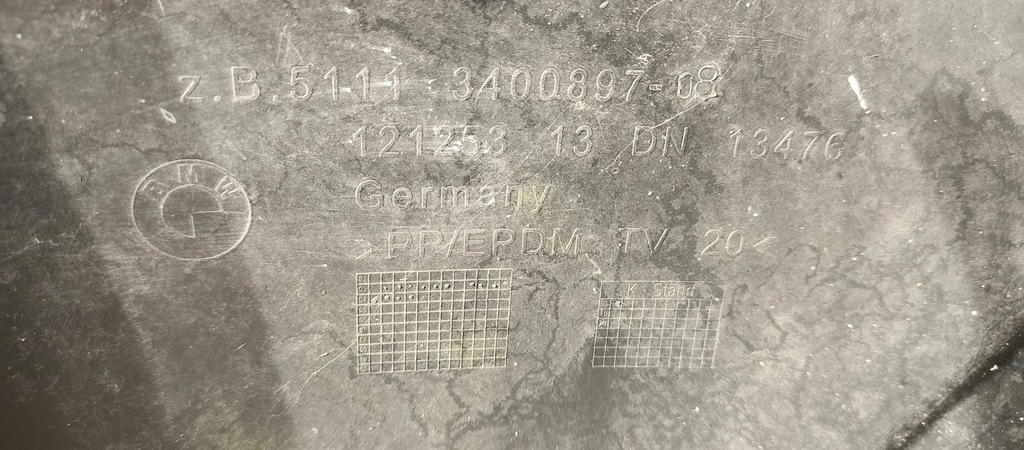 z.B.5111 3400897-08
121253 13 DN 13476
BMW
Germany
>PP/EPDM TV 20<
K Stand